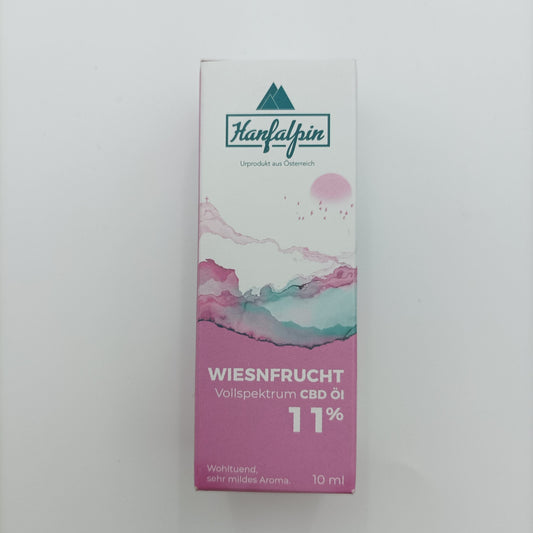 Hanfalpin
Urprodukt aus Österreich
WIESNFRUCHT
Vollspektrum CBD Öl
11%
Wohltuend,
sehr mildes Aroma.
10 ml